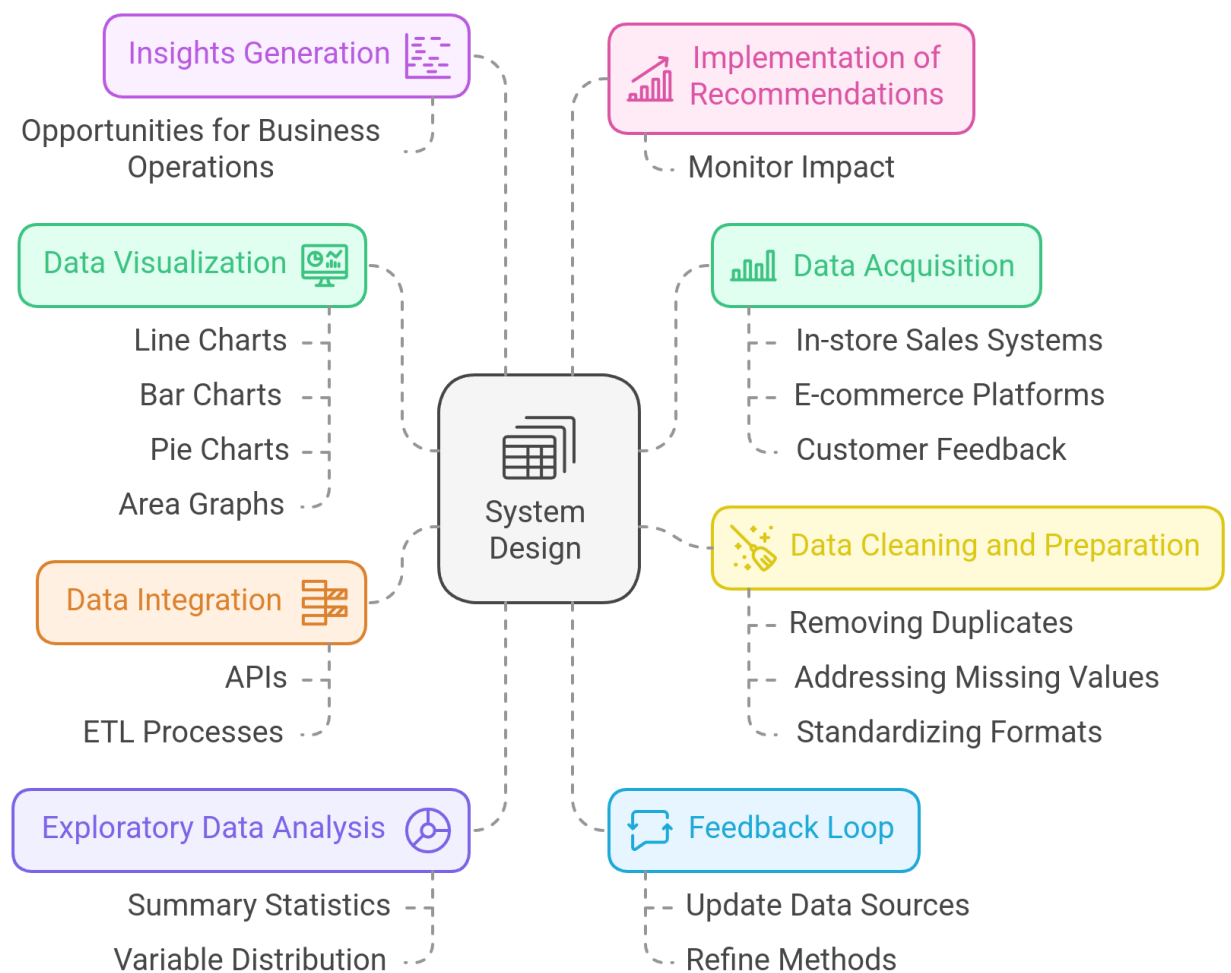 Insights Generation
Opportunities for Business
Operations
Implementation of
Recommendations
Monitor Impact
Data Visualization
Line Charts
Bar Charts
Pie Charts
Area Graphs
Data Acquisition
In-store Sales Systems
E-commerce Platforms
Customer Feedback
System
Design
Data Integration
APIs
ETL Processes
Data Cleaning and Preparation
Removing Duplicates
Addressing Missing Values
Standardizing Formats
Exploratory Data Analysis
Summary Statistics
Variable Distribution
Feedback Loop
Update Data Sources
Refine Methods